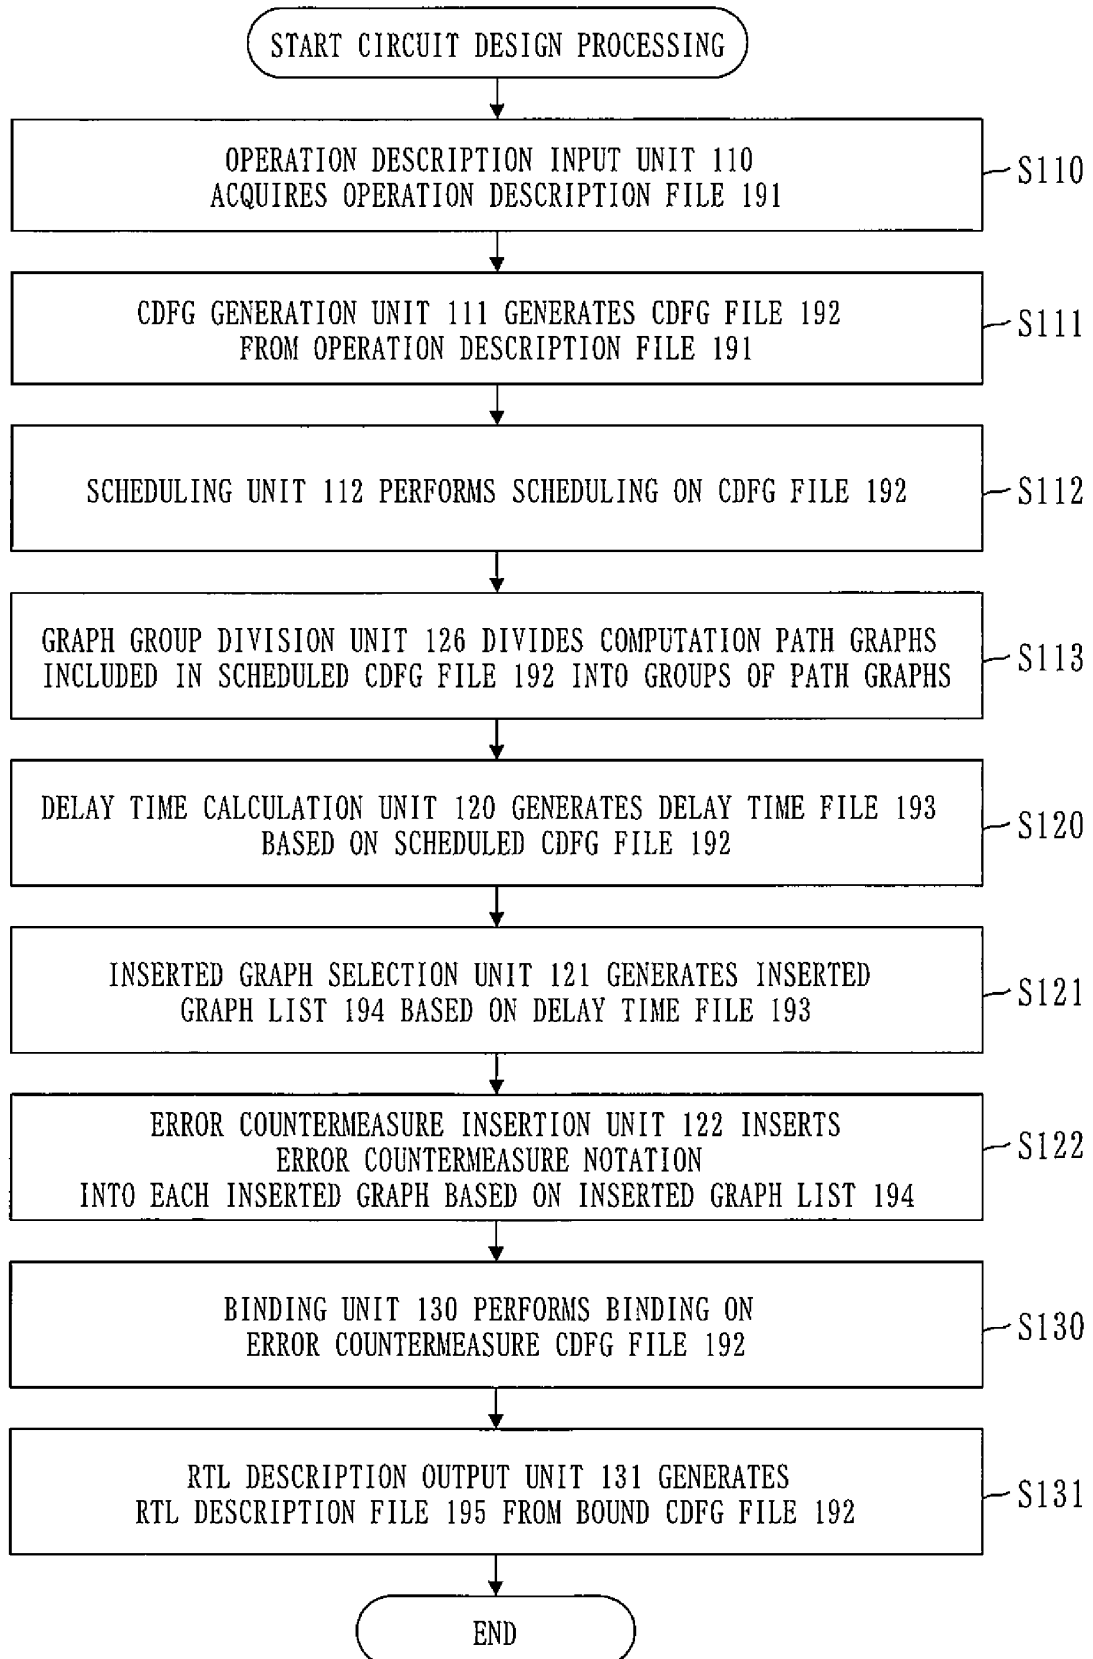 START CIRCUIT DESIGN PROCESSING
OPERATION DESCRIPTION INPUT UNIT 110
ACQUIRES OPERATION DESCRIPTION FILE 191
S110
CDFG GENERATION UNIT 111 GENERATES CDFG FILE 192
FROM OPERATION DESCRIPTION FILE 191
S111
SCHEDULING UNIT 112 PERFORMS SCHEDULING ON CDFG FILE 192
S112
GRAPH GROUP DIVISION UNIT 126 DIVIDES COMPUTATION PATH GRAPHS
INCLUDED IN SCHEDULED CDFG FILE 192 INTO GROUPS OF PATH GRAPHS
S113
DELAY TIME CALCULATION UNIT 120 GENERATES DELAY TIME FILE 193
BASED ON SCHEDULED CDFG FILE 192
S120
INSERTED GRAPH SELECTION UNIT 121 GENERATES INSERTED
GRAPH LIST 194 BASED ON DELAY TIME FILE 193
S121
ERROR COUNTERMEASURE INSERTION UNIT 122 INSERTS
ERROR COUNTERMEASURE NOTATION
INTO EACH INSERTED GRAPH BASED ON INSERTED GRAPH LIST 194
S122
BINDING UNIT 130 PERFORMS BINDING ON
ERROR COUNTERMEASURE CDFG FILE 192
S130
RTL DESCRIPTION OUTPUT UNIT 131 GENERATES
RTL DESCRIPTION FILE 195 FROM BOUND CDFG FILE 192
S131
END